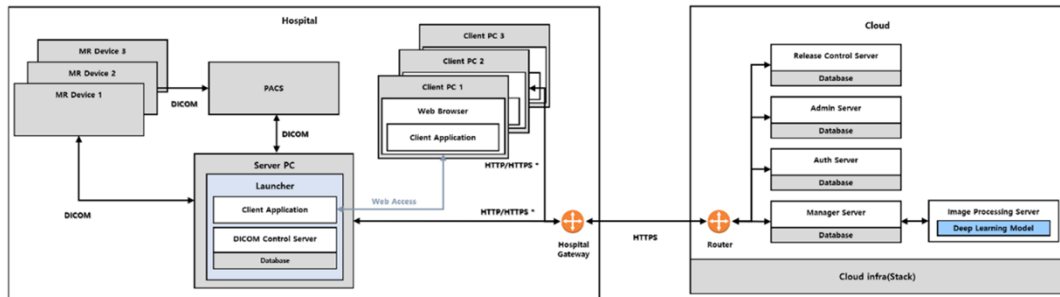 Hospital
MR Device 3
MR Device 2
MR Device 1
DICOM
PACS
DICOM
DICOM
Client PC 3
Client PC 2
Client PC 1
Web Browser
Client Application
HTTP/HTTPS *
Server PC
Launcher
Client Application
DICOM Control Server
Database
Web Access
HTTP/HTTPS *
Hospital
Gateway
HTTPS
Cloud
Router
Release Control Server
Database
Admin Server
Database
Auth Server
Database
Manager Server
Database
Image Processing Server
Deep Learning Model
Cloud infra(Stack)